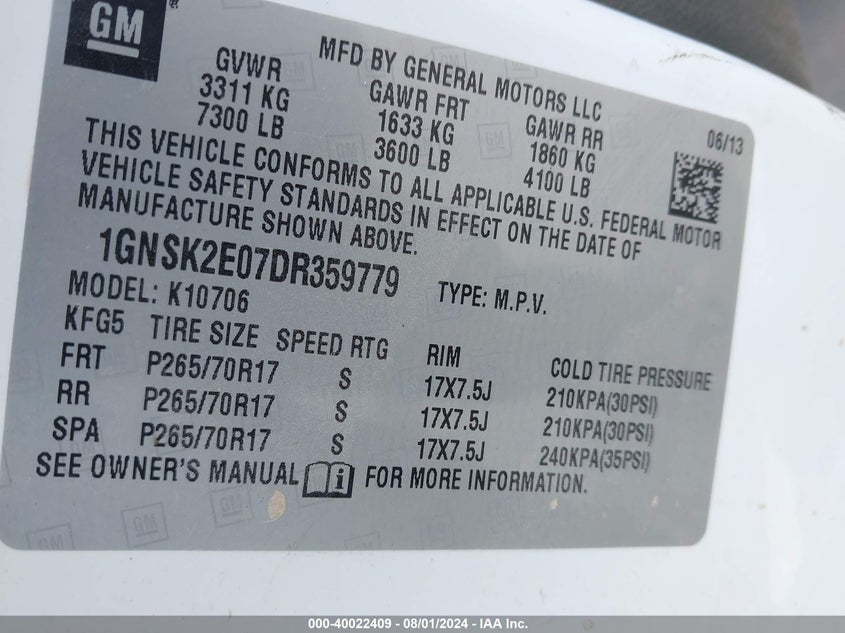 GM
MFD BY GENERAL MOTORS LLC
GVWR GAWR FRT GAWR RR 06/13
3311 KG 1633 KG 1860 KG
7300 LB 3600 LB 4100 LB
THIS VEHICLE CONFORMS TO ALL APPLICABLE U.S. FEDERAL MOTOR
VEHICLE SAFETY STANDARDS IN EFFECT ON THE DATE OF
MANUFACTURE SHOWN ABOVE.
1GNSK2E07DR359779 TYPE: M.P.V.
MODEL: K10706
KFG5 TIRE SIZE SPEED RTG RIM COLD TIRE PRESSURE
FRT P265/70R17 S 17X7.5J 210KPA(30PSI)
RR P265/70R17 S 17X7.5J 210KPA(30PSI)
SPA P265/70R17 S 17X7.5J 240KPA(35PSI)
SEE OWNER'S MANUAL i FOR MORE INFORMATION.
000-40022409 - 08/01/2024 - IAA Inc.